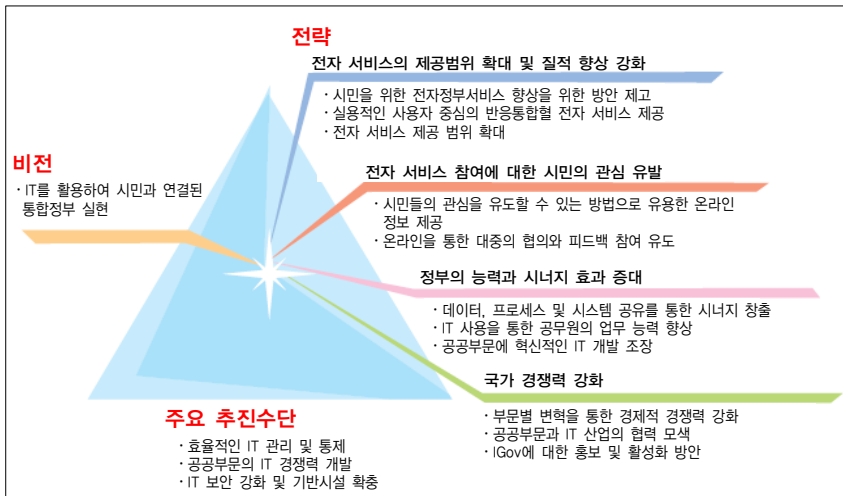 전략
전자 서비스의 제공범위 확대 및 질적 향상 강화
· 시민을 위한 전자정부서비스 향상을 위한 방안 제고
· 실용적인 사용자 중심의 반응통합혈 전자 서비스 제공
· 전자 서비스 제공 범위 확대
비전
· IT를 활용하여 시민과 연결된
통합정부 실현
전자 서비스 참여에 대한 시민의 관심 유발
· 시민들의 관심을 유도할 수 있는 방법으로 유용한 온라인
정보 제공
· 온라인을 통한 대중의 협의와 피드백 참여 유도
정부의 능력과 시너지 효과 증대
· 데이터, 프로세스 및 시스템 공유를 통한 시너지 창출
· IT 사용을 통한 공무원의 업무 능력 향상
· 공공부문에 혁신적인 IT 개발 조장
국가 경쟁력 강화
· 부문별 변혁을 통한 경제적 경쟁력 강화
· 공공부문과 IT 산업의 협력 모색
· IGov에 대한 홍보 및 활성화 방안
주요 추진수단
· 효율적인 IT 관리 및 통제
· 공공부문의 IT 경쟁력 개발
· IT 보안 강화 및 기반시설 확충